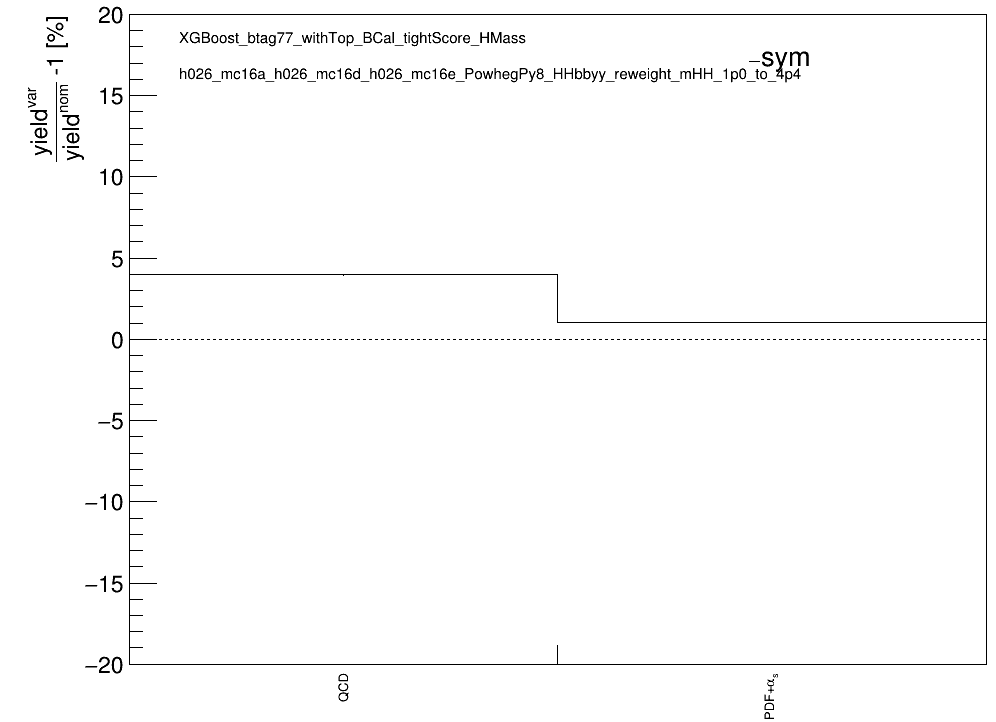 yield^var
yield^nom -1 [%]
XGBoost_btag77_withTop_BCal_tightScore_HMass
sym
h026_mc16a_h026_mc16d_h026_mc16e_PowhegPy8_HHbbyy_reweight_mHH_1p0_to_4p4
20
15
10
5
0
−5
−10
−15
−20
QCD
PDF+α_s